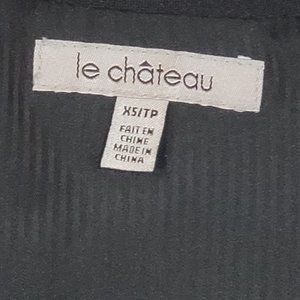 le château
XS/TP
FAIT EN
CHINE
MADE IN
CHINA